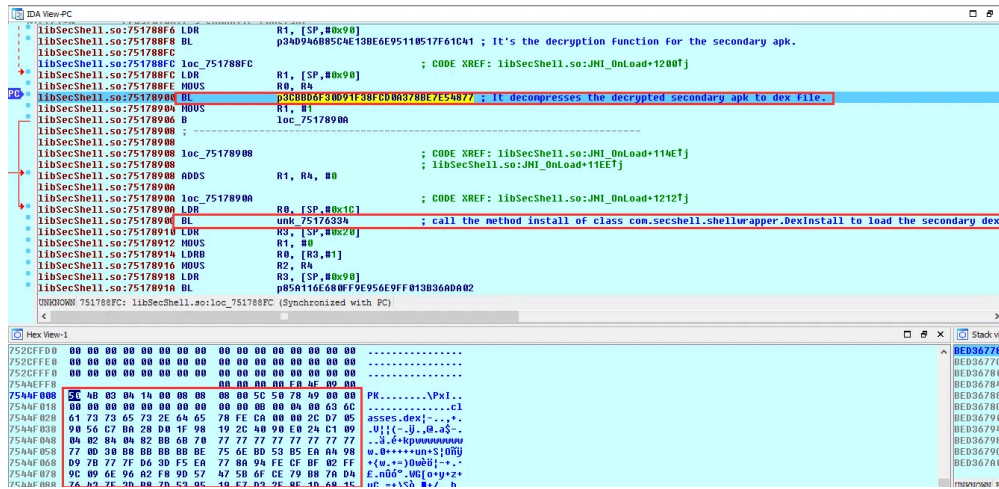 IDA View-PC
libSecShell.so:751788F6 LDR R1, [SP,#0x90]
libSecShell.so:751788F8 BL p34D946B85C4E13BE6E95110517F61C41 ; It's the decryption function for the secondary apk.
libSecShell.so:751788FC
libSecShell.so:751788FC loc_751788FC ; CODE XREF: libSecShell.so:JNI_OnLoad+1200↑j
libSecShell.so:751788FC LDR R1, [SP,#0x90]
libSecShell.so:751788FE MOVS R0, R4
PC libSecShell.so:75178900 BL p3CBBD6F30D91F38FCD0A378BE7E54877 ; It decompresses the decrypted secondary apk to dex file.
libSecShell.so:75178904 MOVS R1, #1
libSecShell.so:75178906 B loc_7517890A
libSecShell.so:75178908 ; ---------------------------------------------------------------------------
libSecShell.so:75178908
libSecShell.so:75178908 loc_75178908 ; CODE XREF: libSecShell.so:JNI_OnLoad+114E↑j
libSecShell.so:75178908 ; libSecShell.so:JNI_OnLoad+11EE↑j
libSecShell.so:75178908 ADDS R1, R4, #0
libSecShell.so:7517890A
libSecShell.so:7517890A loc_7517890A ; CODE XREF: libSecShell.so:JNI_OnLoad+1212↑j
libSecShell.so:7517890A LDR R0, [SP,#0x1C]
libSecShell.so:7517890C BL unk_75176334 ; call the method install of class com.secshell.shellwrapper.DexInstall to load the secondary dex
libSecShell.so:75178910 LDR R3, [SP,#0x20]
libSecShell.so:75178912 MOVS R1, #0
libSecShell.so:75178914 LDRB R0, [R3,#1]
libSecShell.so:75178916 MOVS R2, R4
libSecShell.so:75178918 LDR R3, [SP,#0x90]
libSecShell.so:7517891A BL p85A116E680FF9E956E9FF013B36ADA02
UNKNOWN 751788FC: libSecShell.so:loc_751788FC (Synchronized with PC)
Hex View-1
Stack
752CFFD0 00 00 00 00 00 00 00 00 00 00 00 00 00 00 00 00 ................
752CFFE0 00 00 00 00 00 00 00 00 00 00 00 00 00 00 00 00 ................
752CFFF0 00 00 00 00 00 00 00 00 00 00 00 00 00 00 00 00 ................
7544EFF8 00 00 00 00 F0 4F 09 00
7544F008 50 4B 03 04 14 00 08 08 08 00 5C 50 78 49 00 00 PK........\PxI..
7544F018 00 00 00 00 00 00 00 00 00 00 0B 00 04 00 63 6C ..............cl
7544F028 61 73 73 65 73 2E 64 65 78 FE CA 00 00 2C D7 05 asses.dex
7544F038 90 56 C7 BA 28 D0 1F 98 19 2C 40 90 E0 24 C1 09
7544F048 04 02 84 04 82 BB 6B 70 77 77 77 77 77 77 77 77
7544F058 77 0D 30 B8 BB BB BB BE 75 6E BD 53 B5 EA A4 98
7544F068 D9 7B 77 7F D6 3D F5 EA 77 8A 94 FE CF BF 02 FF
7544F078 9C 09 6E 96 A2 F8 9D 57 47 5B 6F CE 79 B8 7A D4
7544F088
BED36778